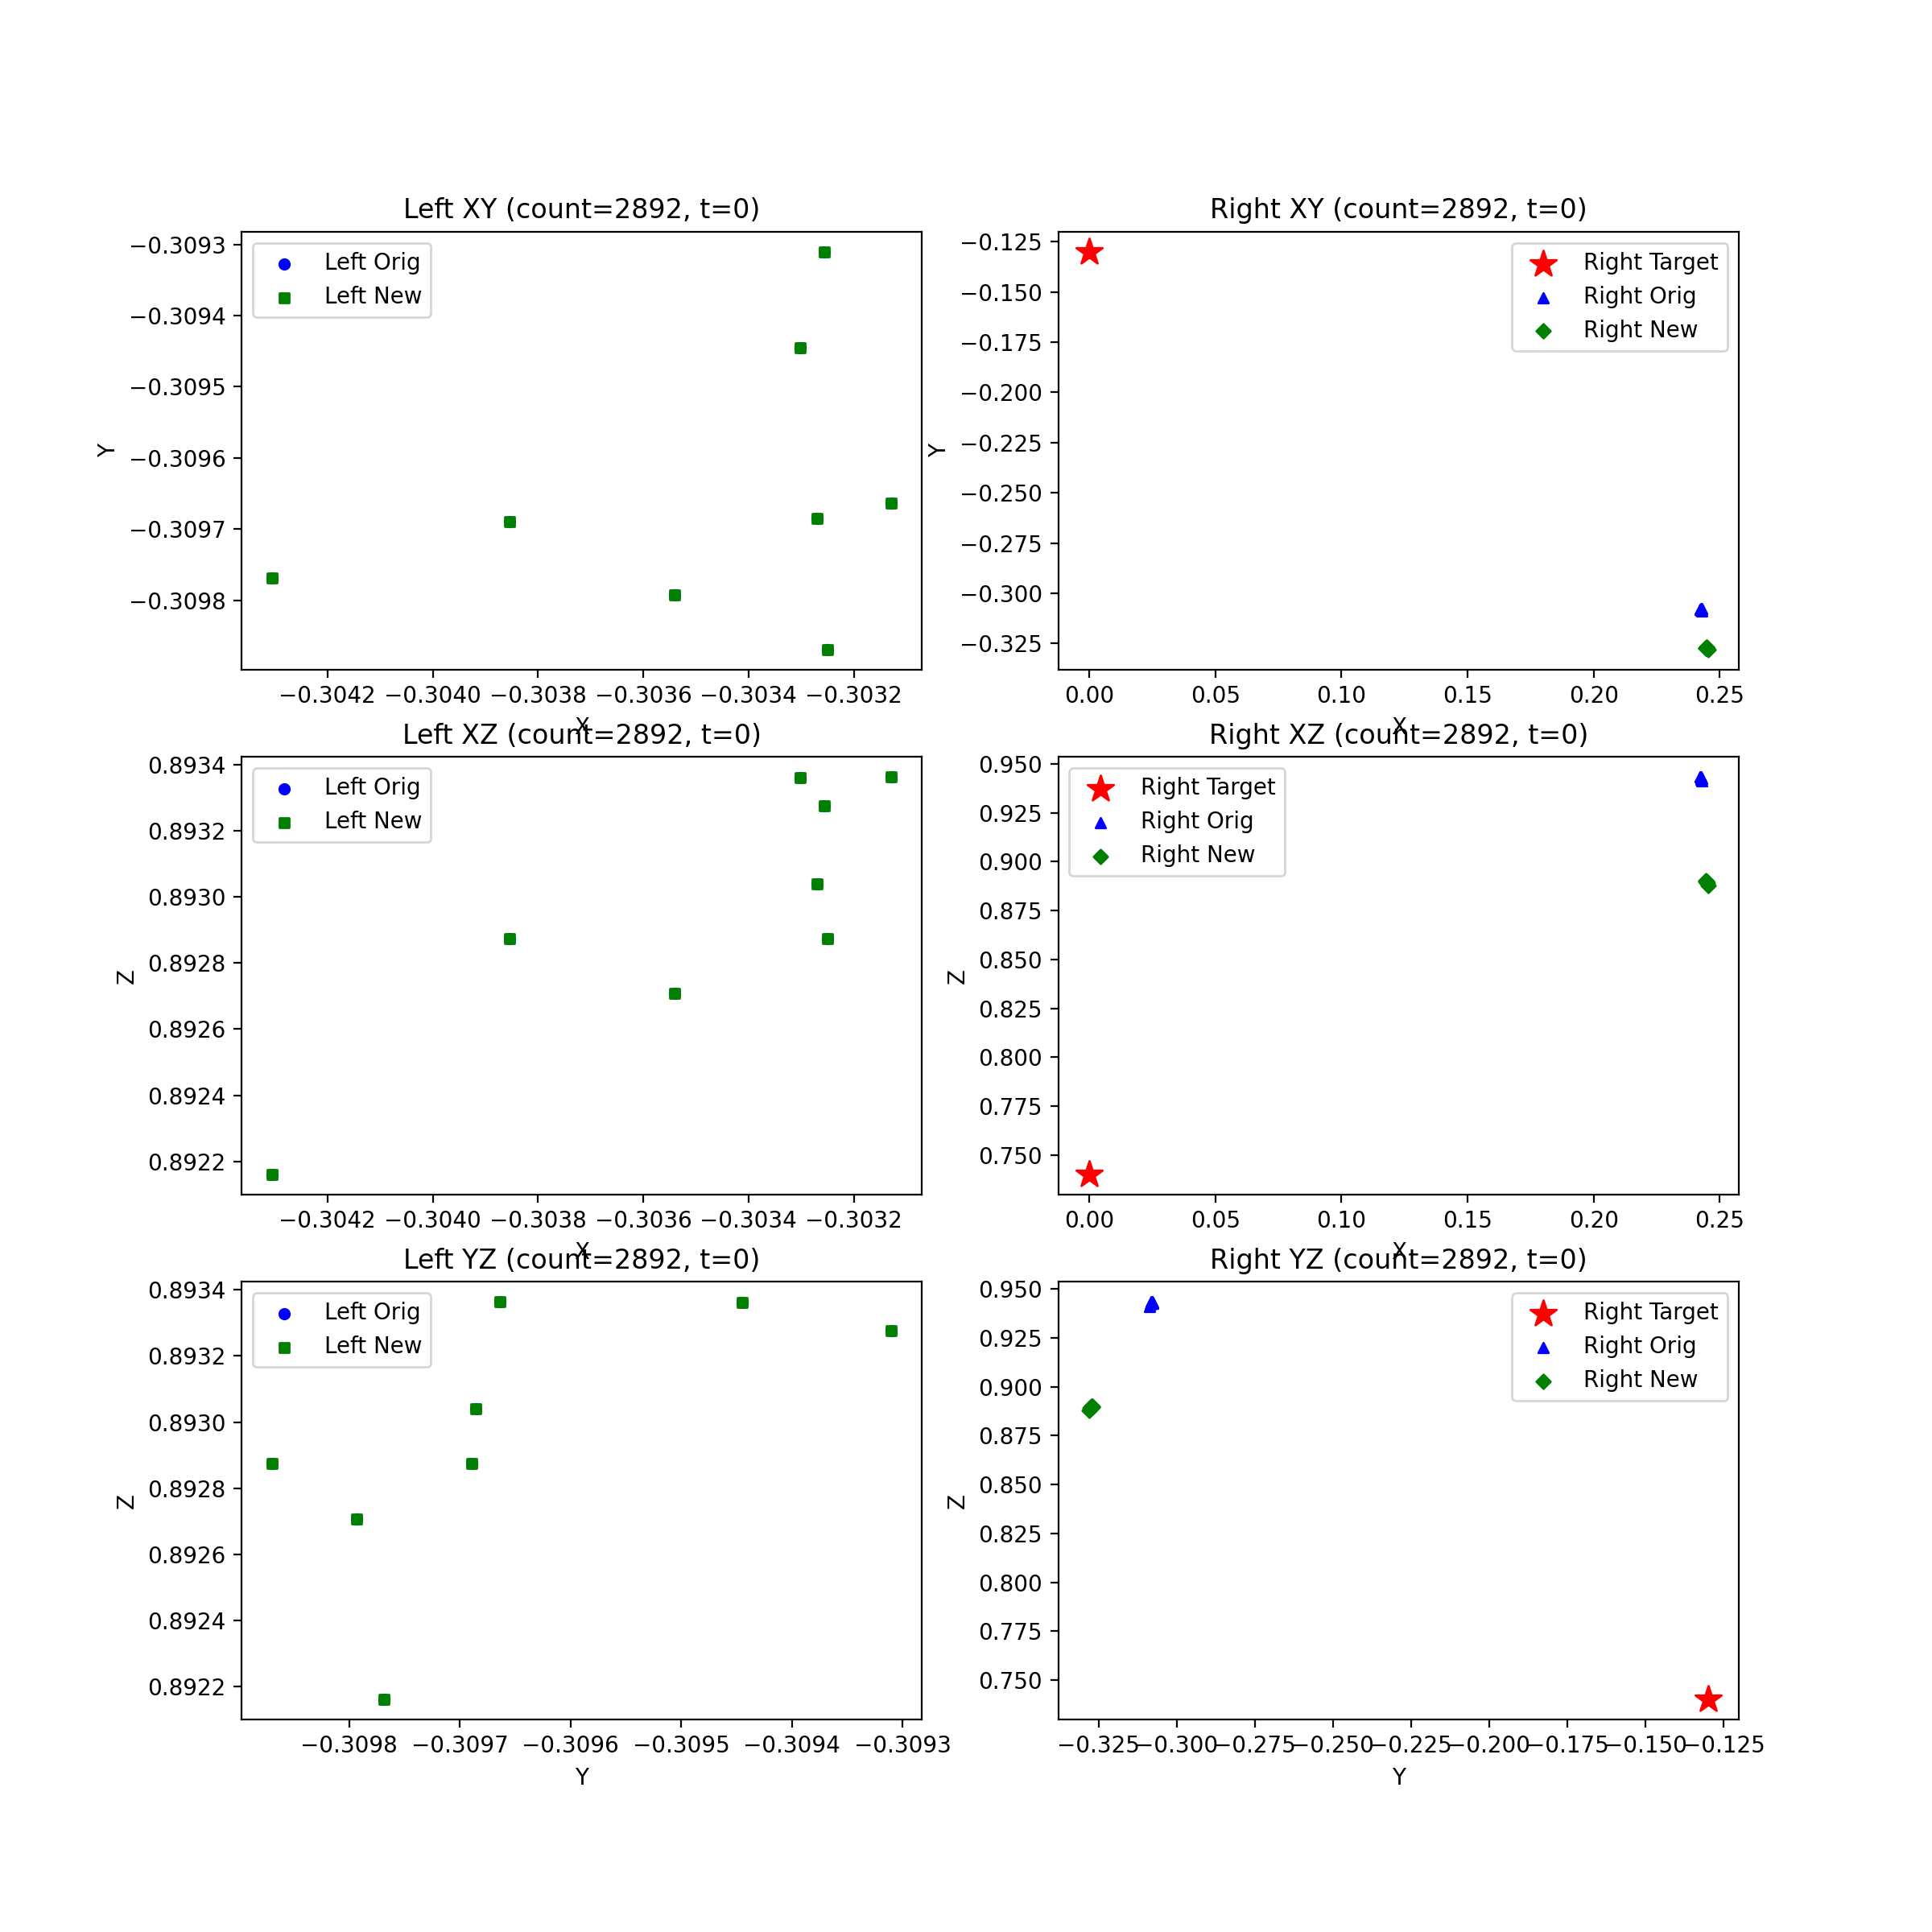 Left XY (count=2892, t=0)
Left Orig
Left New
−0.3093
−0.3094
−0.3095
−0.3096
−0.3097
−0.3098
Y
−0.3042 −0.3040 −0.3038 −0.3036 −0.3034 −0.3032
X
Right XY (count=2892, t=0)
Right Target
Right Orig
Right New
−0.125
−0.150
−0.175
−0.200
−0.225
−0.250
−0.275
−0.300
−0.325
Y
0.00 0.05 0.10 0.15 0.20 0.25
X
Left XZ (count=2892, t=0)
Left Orig
Left New
0.8934
0.8932
0.8930
0.8928
0.8926
0.8924
0.8922
Z
−0.3042 −0.3040 −0.3038 −0.3036 −0.3034 −0.3032
X
Right XZ (count=2892, t=0)
Right Target
Right Orig
Right New
0.950
0.925
0.900
0.875
0.850
0.825
0.800
0.775
0.750
Z
0.00 0.05 0.10 0.15 0.20 0.25
X
Left YZ (count=2892, t=0)
Left Orig
Left New
0.8934
0.8932
0.8930
0.8928
0.8926
0.8924
0.8922
Z
−0.3098 −0.3097 −0.3096 −0.3095 −0.3094 −0.3093
Y
Right YZ (count=2892, t=0)
Right Target
Right Orig
Right New
0.950
0.925
0.900
0.875
0.850
0.825
0.800
0.775
0.750
Z
−0.325 −0.300 −0.275 −0.250 −0.225 −0.200 −0.175 −0.150 −0.125
Y